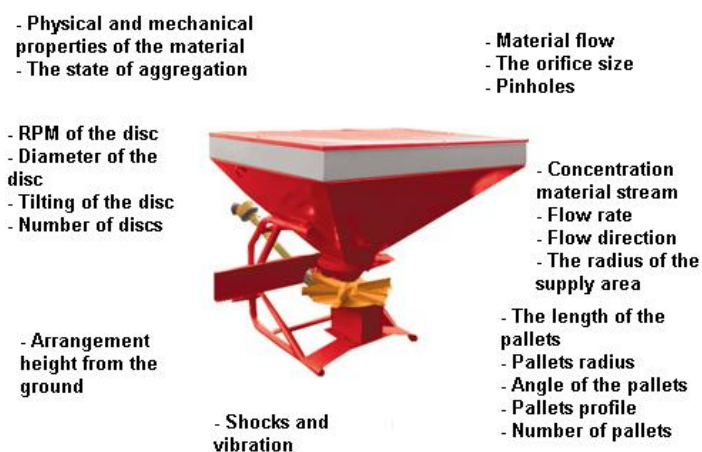 - Physical and mechanical
properties of the material
- The state of aggregation
- Material flow
- The orifice size
- Pinholes
- RPM of the disc
- Diameter of the
disc
- Tilting of the disc
- Number of discs
- Concentration
material stream
- Flow rate
- Flow direction
- The radius of the
supply area
- Arrangement
height from the
ground
- The length of the
pallets
- Pallets radius
- Angle of the pallets
- Pallets profile
- Number of pallets
- Shocks and
vibration